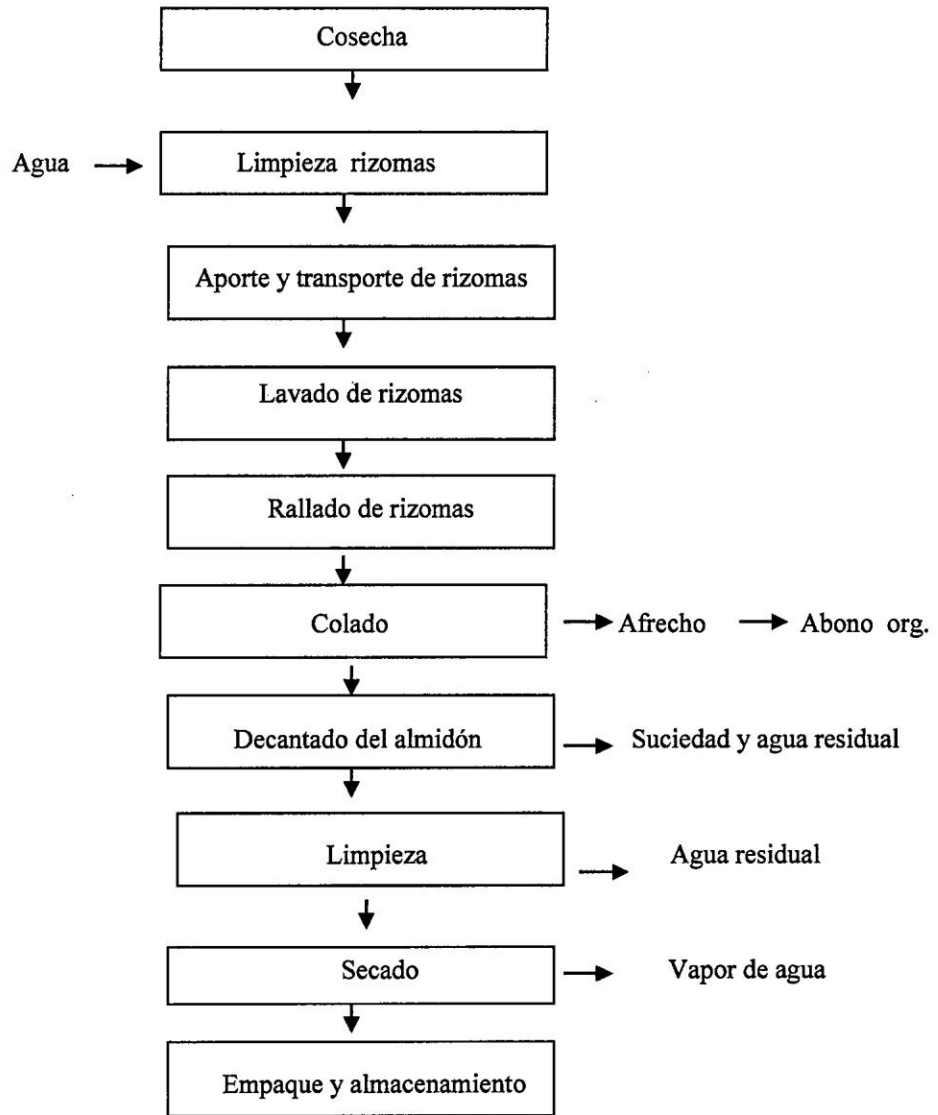 Cosecha
Agua
Limpieza rizomas
Aporte y transporte de rizomas
Lavado de rizomas
Rallado de rizomas
Colado
Afrecho
Abono org.
Decantado del almidón
Suciedad y agua residual
Limpieza
Agua residual
Secado
Vapor de agua
Empaque y almacenamiento